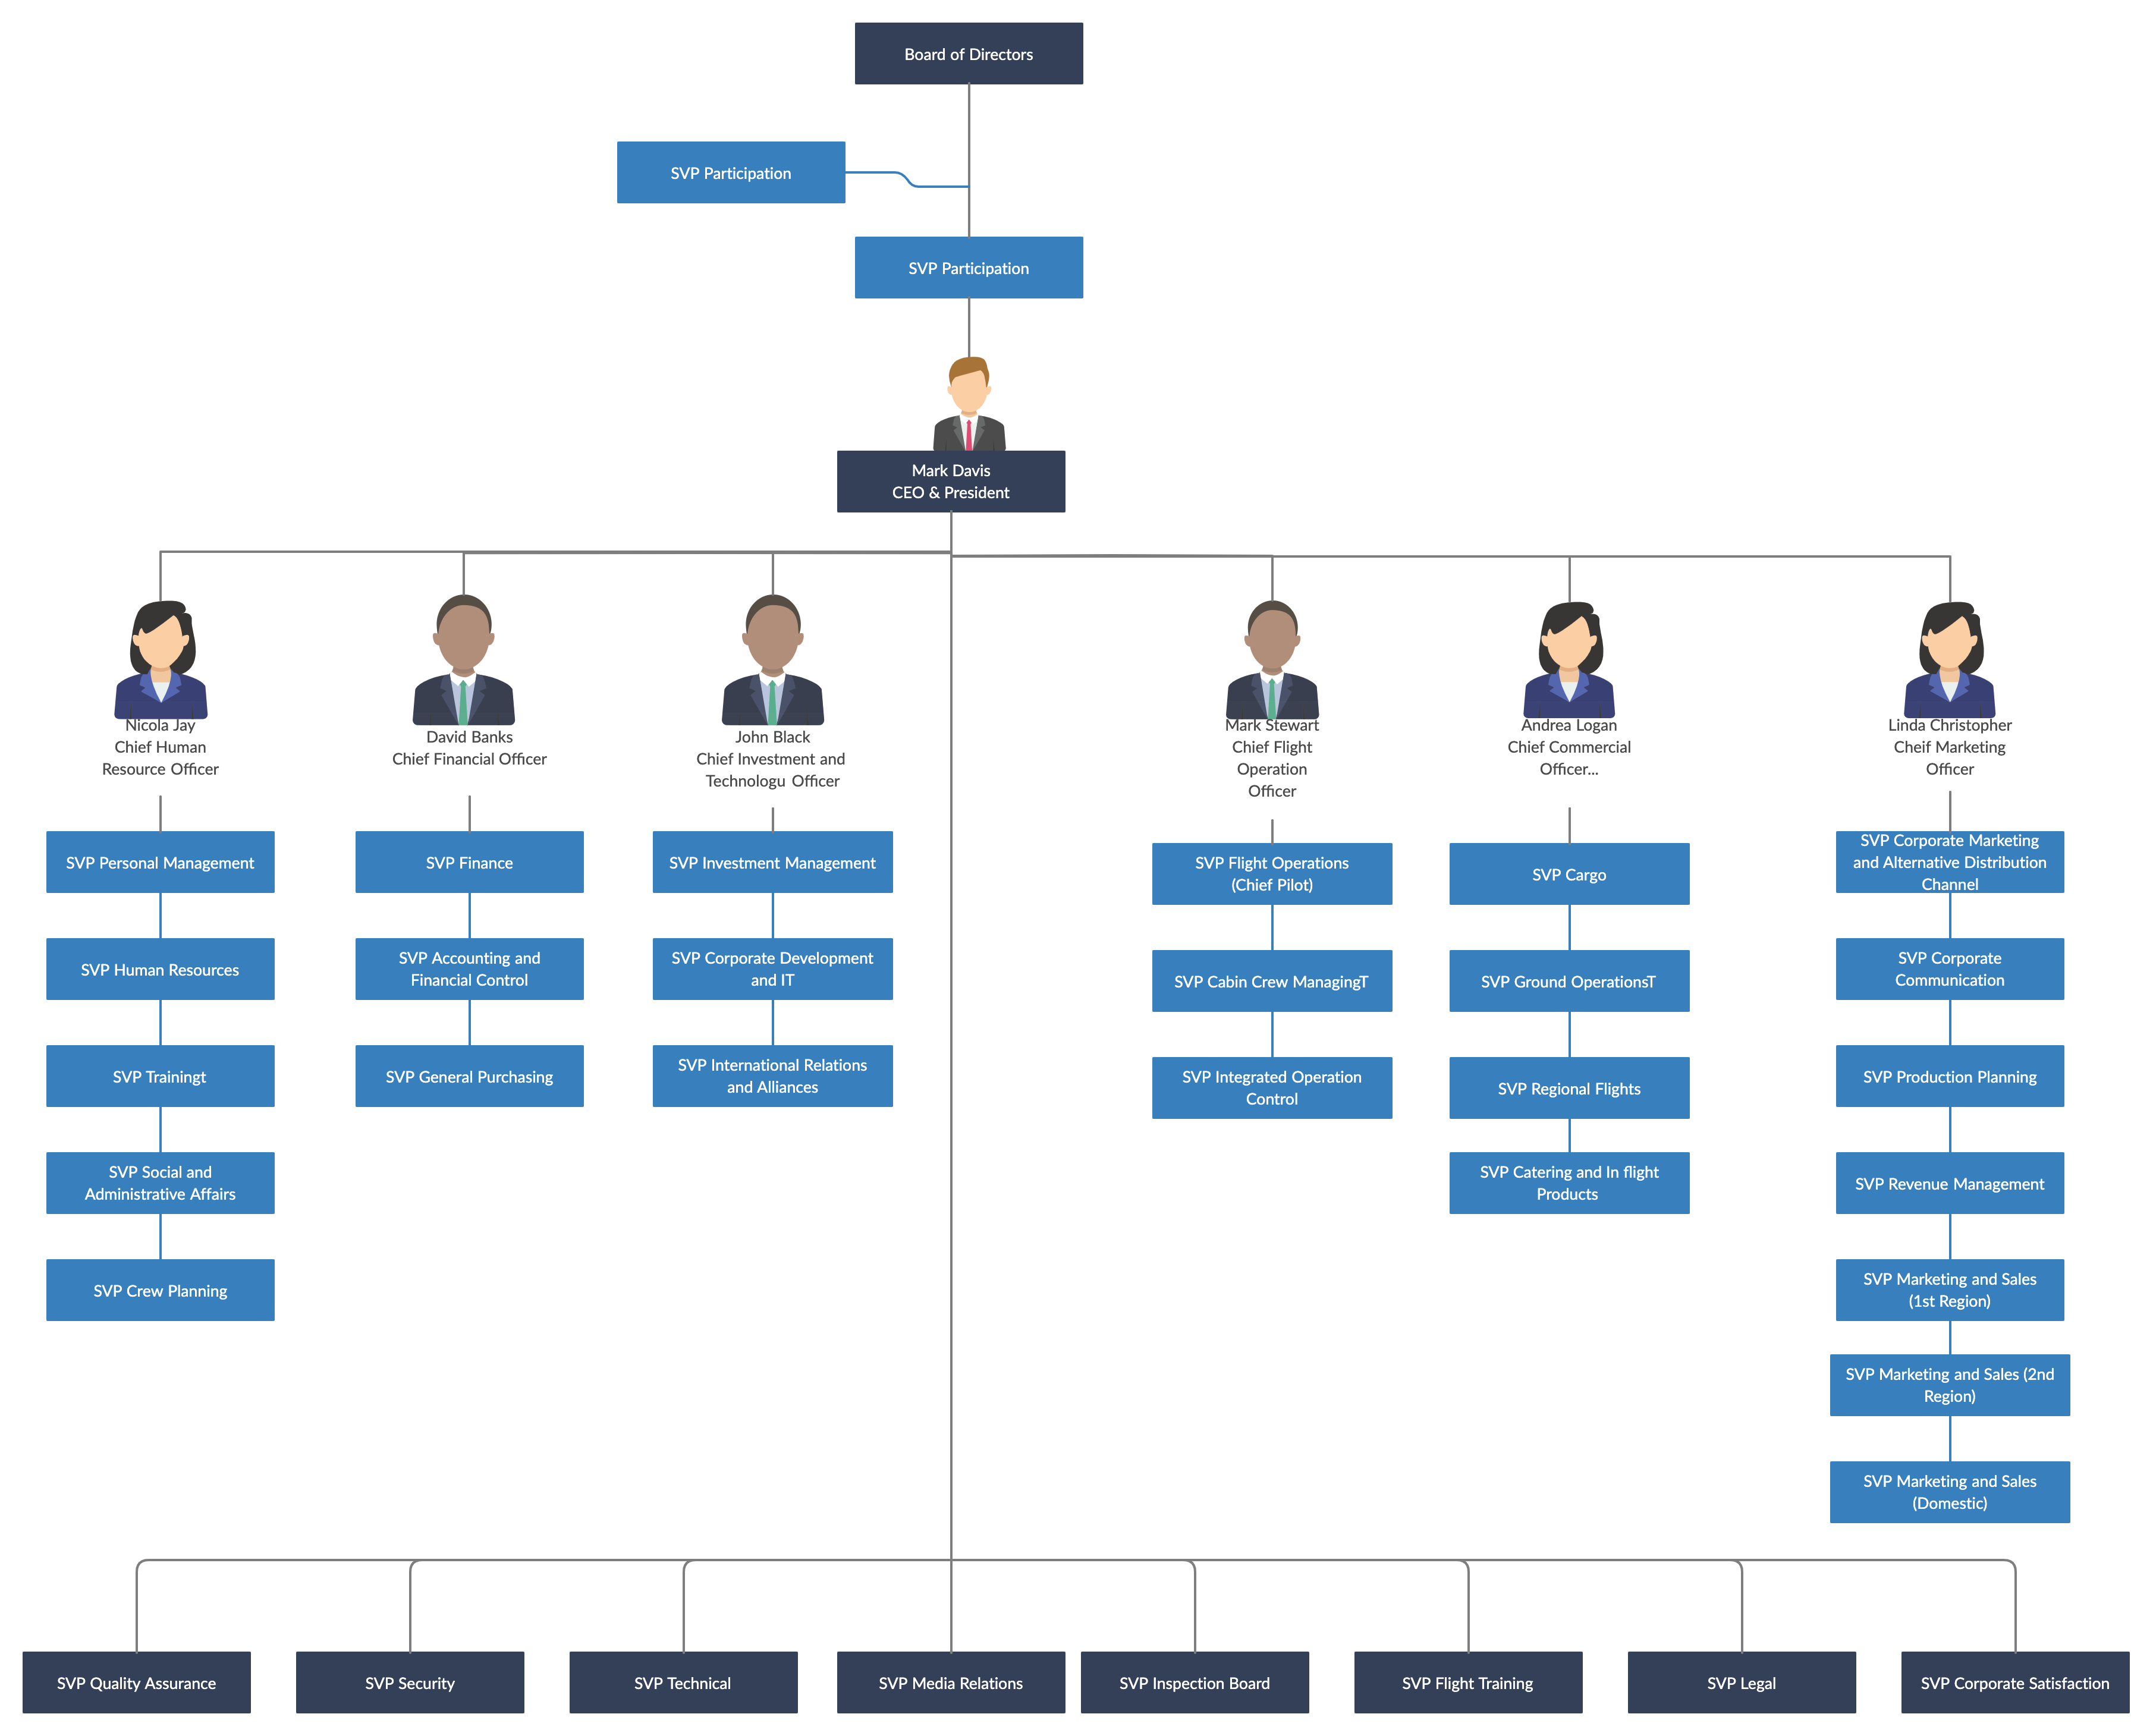 Board of Directors
SVP Participation
SVP Participation
Mark Davis
CEO & President
Nicola Jay
Chief Human
Resource Officer
David Banks
Chief Financial Officer
John Black
Chief Investment and
Technologu Officer
Mark Stewart
Chief Flight
Operation
Officer
Andrea Logan
Chief Commercial
Officer...
Linda Christopher
Cheif Marketing
Officer
SVP Personal Management
SVP Human Resources
SVP Trainingt
SVP Social and
Administrative Affairs
SVP Crew Planning
SVP Finance
SVP Accounting and
Financial Control
SVP General Purchasing
SVP Investment Management
SVP Corporate Development
and IT
SVP International Relations
and Alliances
SVP Flight Operations
(Chief Pilot)
SVP Cabin Crew ManagingT
SVP Integrated Operation
Control
SVP Cargo
SVP Ground OperationsT
SVP Regional Flights
SVP Catering and In flight
Products
SVP Corporate Marketing
and Alternative Distribution
Channel
SVP Corporate
Communication
SVP Production Planning
SVP Revenue Management
SVP Marketing and Sales
(1st Region)
SVP Marketing and Sales (2nd
Region)
SVP Marketing and Sales
(Domestic)
SVP Quality Assurance
SVP Security
SVP Technical
SVP Media Relations
SVP Inspection Board
SVP Flight Training
SVP Legal
SVP Corporate Satisfaction